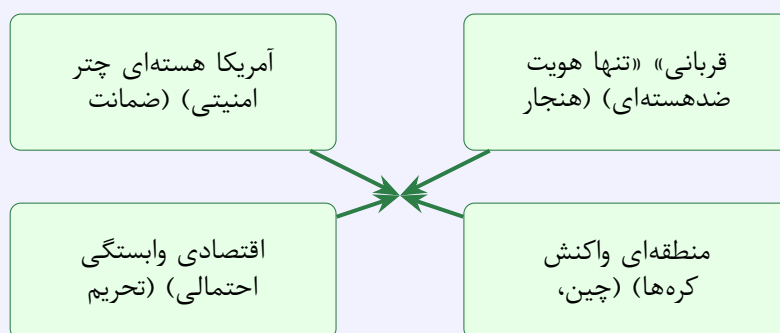 قربانی» «تنها هویت
ضدهسته‌ای) (هنجار
آمریکا هسته‌ای چتر
امنیتی) (ضمانت
منطقه‌ای واکنش
کره‌ها) (چین،
اقتصادی وابستگی
احتمالی) (تحریم